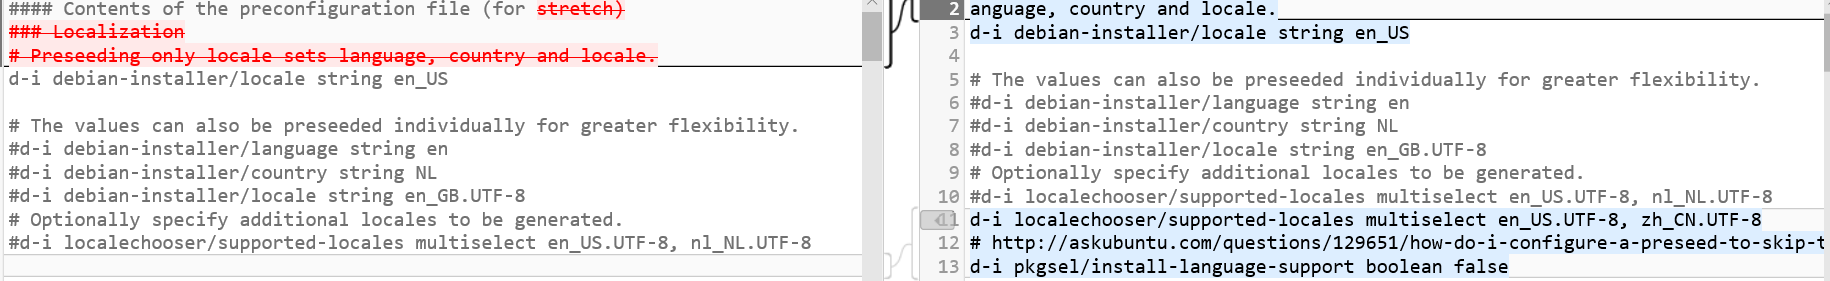 #### Contents of the preconfiguration file (for stretch)
### Localization
# Preseeding only locale sets language, country and locale.
d-i debian-installer/locale string en_US
# The values can also be preseeded individually for greater flexibility.
#d-i debian-installer/language string en
#d-i debian-installer/country string NL
#d-i debian-installer/locale string en_GB.UTF-8
# Optionally specify additional locales to be generated.
#d-i localechooser/supported-locales multiselect en_US.UTF-8, nl_NL.UTF-8
2 anguage, country and locale.
3 d-i debian-installer/locale string en_US
4
5 # The values can also be preseeded individually for greater flexibility.
6 #d-i debian-installer/language string en
7 #d-i debian-installer/country string NL
8 #d-i debian-installer/locale string en_GB.UTF-8
9 # Optionally specify additional locales to be generated.
10 #d-i localechooser/supported-locales multiselect en_US.UTF-8, nl_NL.UTF-8
11 d-i localechooser/supported-locales multiselect en_US.UTF-8, zh_CN.UTF-8
12 # http://askubuntu.com/questions/129651/how-do-i-configure-a-preseed-to-skip-t
13 d-i pkgsel/install-language-support boolean false